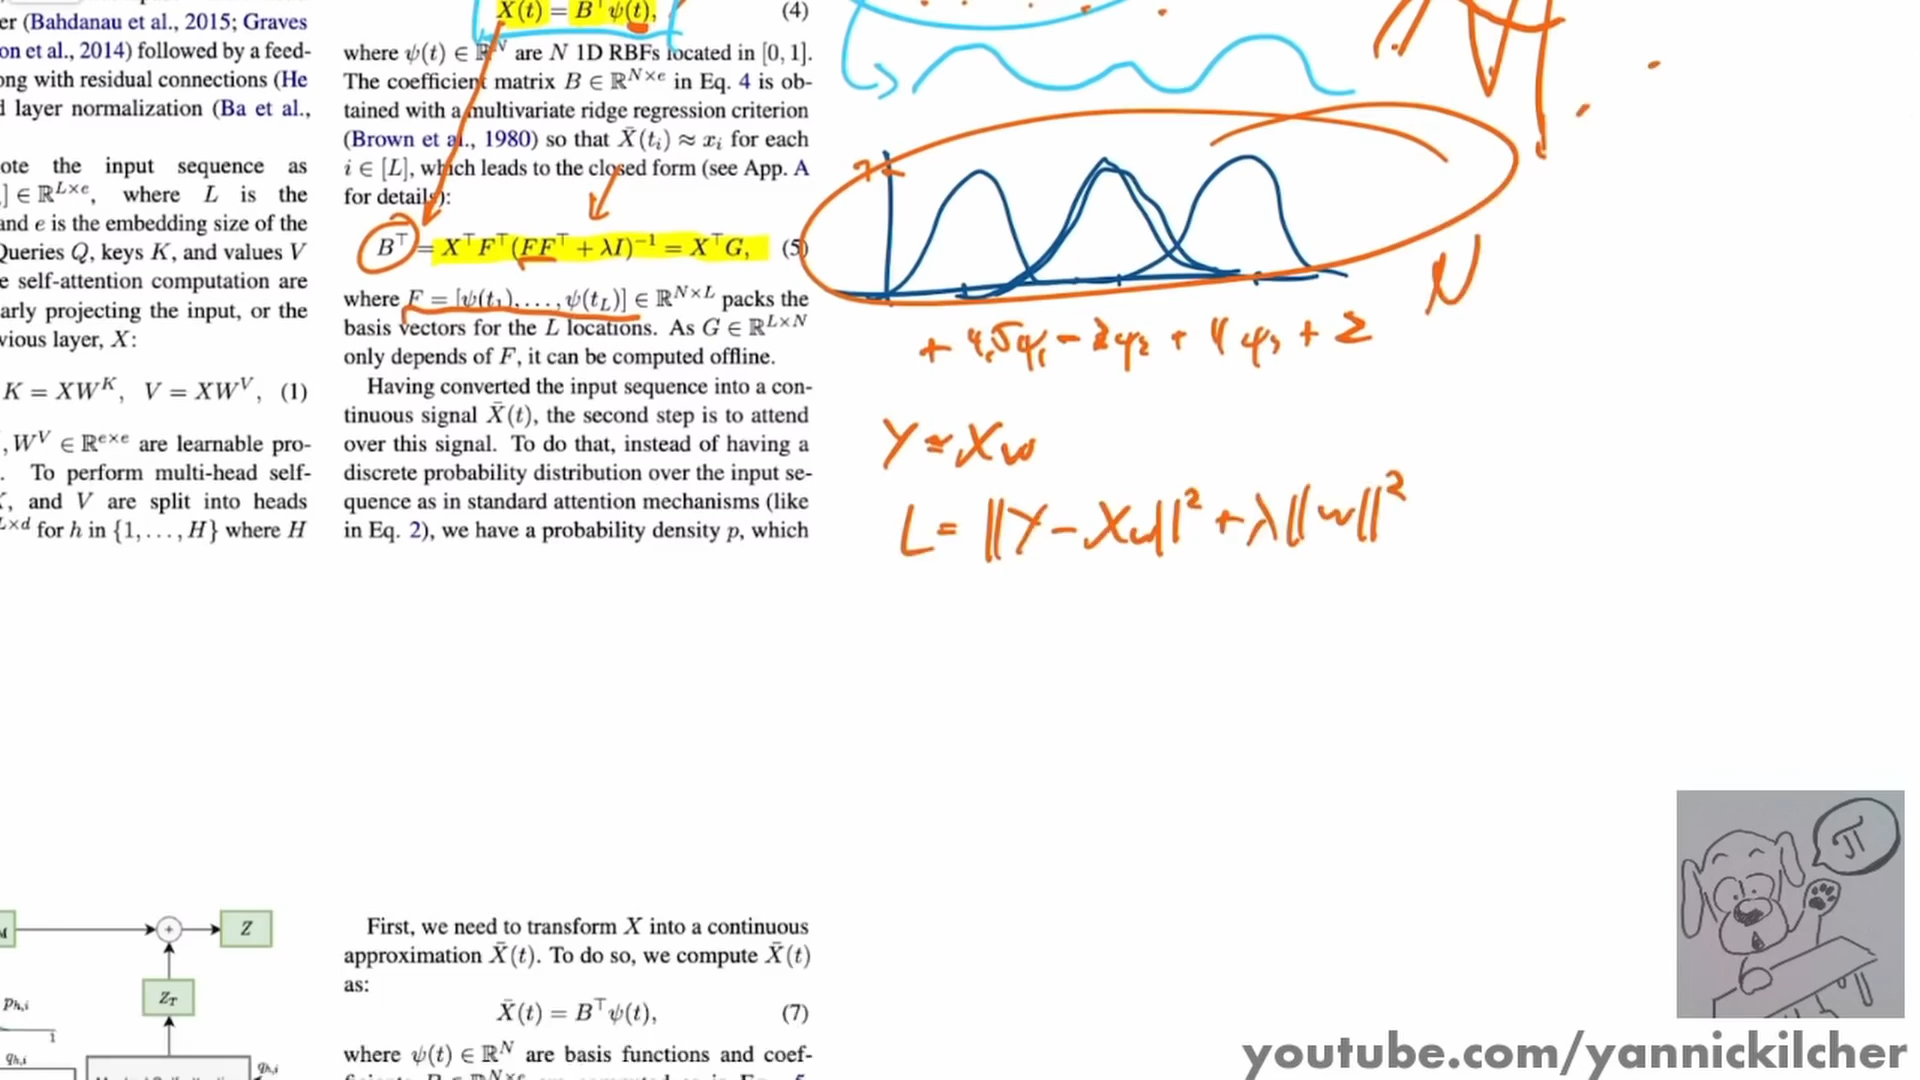 er (Bahdanau et al., 2015; Graves
on et al., 2014) followed by a feed-
ong with residual connections (He
d layer normalization (Ba et al.,
ote the input sequence as
] ∈ ℝ^{L×e}, where L is the
and e is the embedding size of the
Queries Q, keys K, and values V
e self-attention computation are
arly projecting the input, or the
vious layer, X:
K = XW^K, V = XW^V, (1)
, W^V ∈ ℝ^{e×e} are learnable pro-
. To perform multi-head self-
, and V are split into heads
L×d for h in {1, . . . , H} where H
X̄(t) = B^⊤ψ(t), (4)
where ψ(t) ∈ ℝ^N are N 1D RBFs located in [0, 1].
The coefficient matrix B ∈ ℝ^{N×e} in Eq. 4 is ob-
tained with a multivariate ridge regression criterion
(Brown et al., 1980) so that X̄(t_i) ≈ x_i for each
i ∈ [L], which leads to the closed form (see App. A
for details):
B^⊤ = X^⊤F^⊤(FF^⊤ + λI)^{−1} = X^⊤G, (5)
where F = [ψ(t_1), . . . , ψ(t_L)] ∈ ℝ^{N×L} packs the
basis vectors for the L locations. As G ∈ ℝ^{L×N}
only depends of F, it can be computed offline.
Having converted the input sequence into a con-
tinuous signal X̄(t), the second step is to attend
over this signal. To do that, instead of having a
discrete probability distribution over the input se-
quence as in standard attention mechanisms (like
in Eq. 2), we have a probability density p, which
N
Y ≈ Xw
L = ||Y − Xw||² + λ||w||²
π
Z
+
Z_T
p_{h,i}
1
q_{h,i}
q_{h,i}
First, we need to transform X into a continuous
approximation X̄(t). To do so, we compute X̄(t)
as:
X̄(t) = B^⊤ψ(t), (7)
where ψ(t) ∈ ℝ^N are basis functions and coef-
youtube.com/yannickilcher